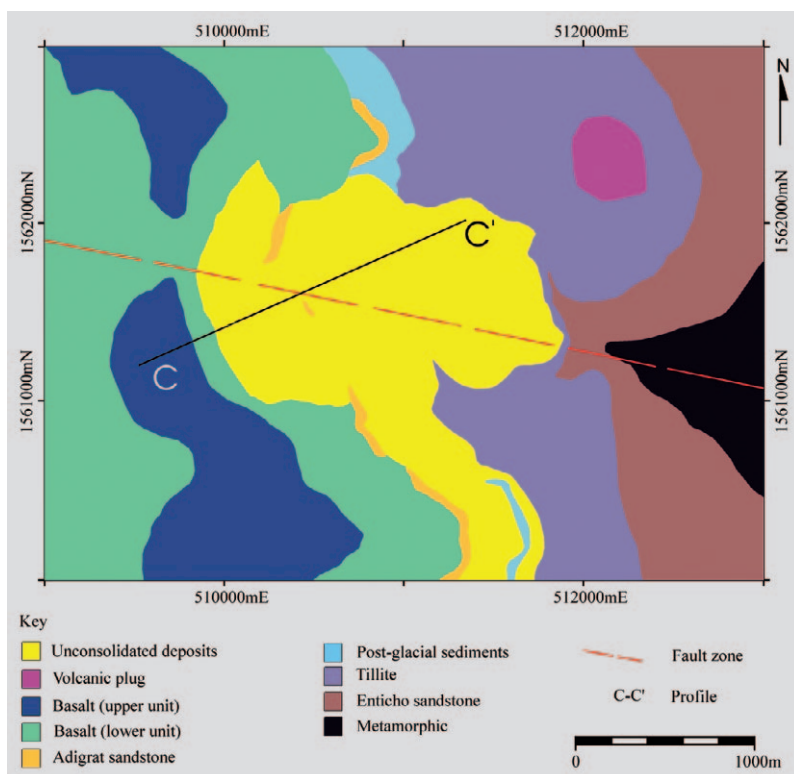 510000mE 512000mE
N
1562000mN 1562000mN
C'
C
1561000mN 1561000mN
510000mE 512000mE
Key
Unconsolidated deposits
Volcanic plug
Basalt (upper unit)
Basalt (lower unit)
Adigrat sandstone
Post-glacial sediments
Tillite
Enticho sandstone
Metamorphic
Fault zone
C-C' Profile
0 1000m